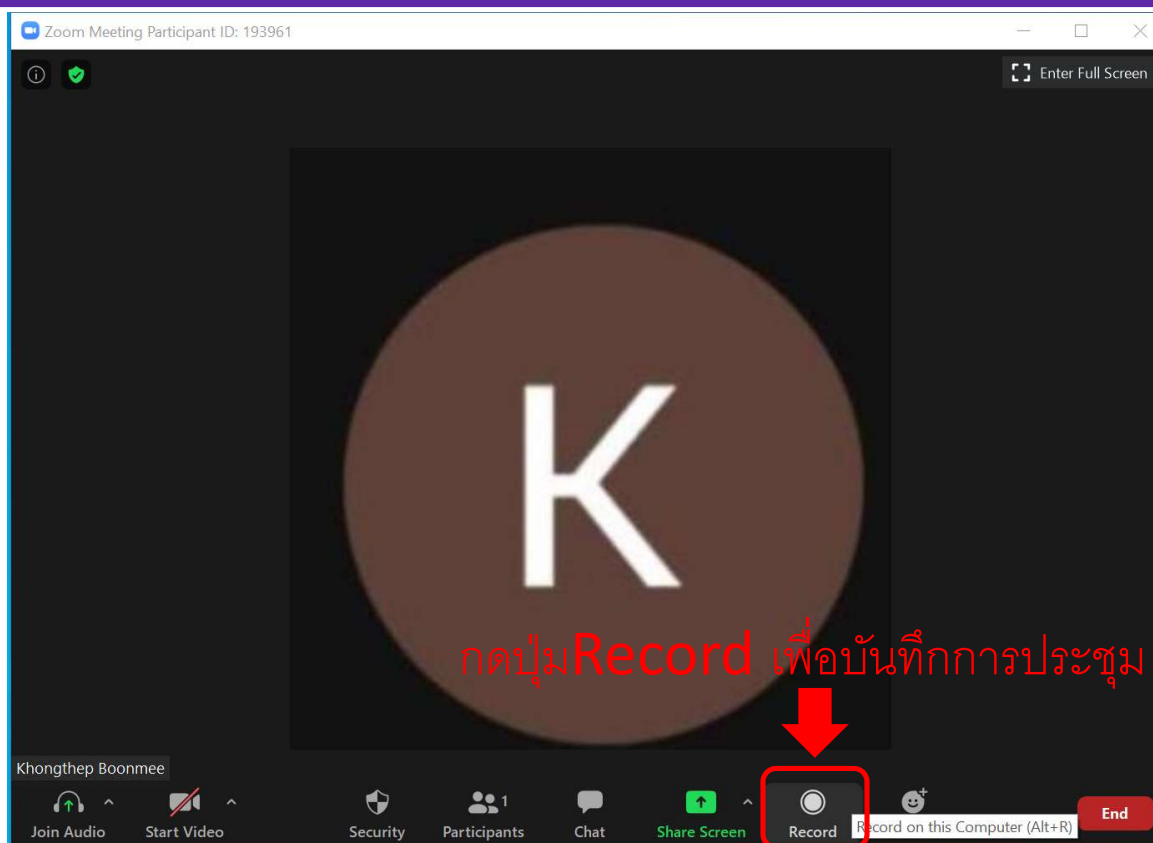 Zoom Meeting Participant ID: 193961
Enter Full Screen
K
กดปุ่มRecord เพื่อบันทึกการประชุม
Khongthep Boonmee
1
Join Audio Start Video Security Participants Chat Share Screen Record Record on this Computer (Alt+R) End